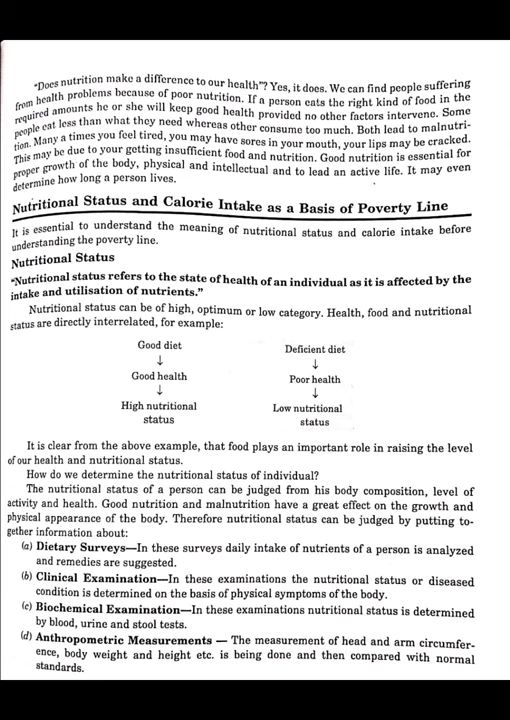 "Does nutrition make a difference to our health"? Yes, it does. We can find people suffering
from health problems because of poor nutrition. If a person eats the right kind of food in the
required amounts he or she will keep good health provided no other factors intervene. Some
people eat less than what they need whereas other consume too much. Both lead to malnutri-
tion. Many a times you feel tired, you may have sores in your mouth, your lips may be cracked.
This may be due to your getting insufficient food and nutrition. Good nutrition is essential for
proper growth of the body, physical and intellectual and to lead an active life. It may even
determine how long a person lives.
Nutritional Status and Calorie Intake as a Basis of Poverty Line
It is essential to understand the meaning of nutritional status and calorie intake before
understanding the poverty line.
Nutritional Status
"Nutritional status refers to the state of health of an individual as it is affected by the
intake and utilisation of nutrients."
Nutritional status can be of high, optimum or low category. Health, food and nutritional
status are directly interrelated, for example:
Good diet
↓
Good health
↓
High nutritional
status
Deficient diet
↓
Poor health
↓
Low nutritional
status
It is clear from the above example, that food plays an important role in raising the level
of our health and nutritional status.
How do we determine the nutritional status of individual?
The nutritional status of a person can be judged from his body composition, level of
activity and health. Good nutrition and malnutrition have a great effect on the growth and
physical appearance of the body. Therefore nutritional status can be judged by putting to-
gether information about:
(a) Dietary Surveys—In these surveys daily intake of nutrients of a person is analyzed
and remedies are suggested.
(b) Clinical Examination—In these examinations the nutritional status or diseased
condition is determined on the basis of physical symptoms of the body.
(c) Biochemical Examination—In these examinations nutritional status is determined
by blood, urine and stool tests.
(d) Anthropometric Measurements — The measurement of head and arm circumfer-
ence, body weight and height etc. is being done and then compared with normal
standards.